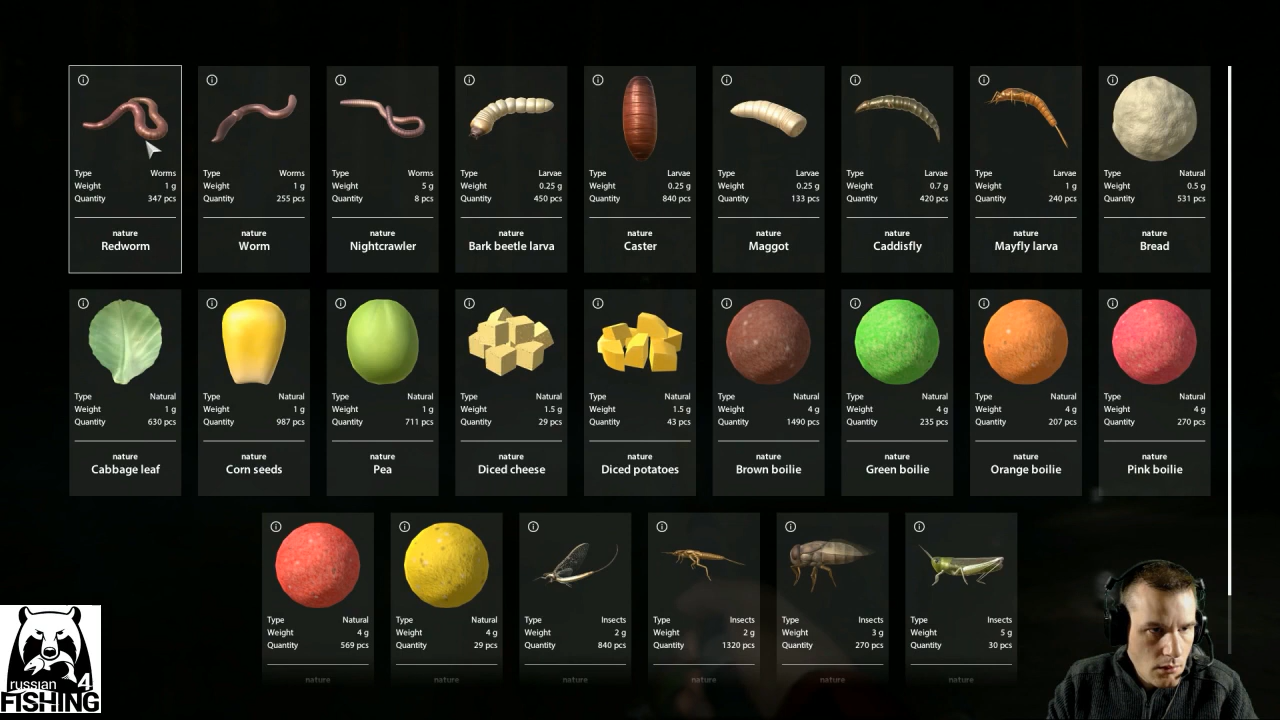 Type Worms
Weight 1 g
Quantity 347 pcs
nature
Redworm
Type Worms
Weight 1 g
Quantity 255 pcs
nature
Worm
Type Worms
Weight 5 g
Quantity 8 pcs
nature
Nightcrawler
Type Larvae
Weight 0.25 g
Quantity 450 pcs
nature
Bark beetle larva
Type Larvae
Weight 0.25 g
Quantity 840 pcs
nature
Caster
Type Larvae
Weight 0.25 g
Quantity 133 pcs
nature
Maggot
Type Larvae
Weight 0.7 g
Quantity 420 pcs
nature
Caddisfly
Type Larvae
Weight 1 g
Quantity 240 pcs
nature
Mayfly larva
Type Natural
Weight 0.5 g
Quantity 531 pcs
nature
Bread
Type Natural
Weight 1 g
Quantity 630 pcs
nature
Cabbage leaf
Type Natural
Weight 1 g
Quantity 987 pcs
nature
Corn seeds
Type Natural
Weight 1 g
Quantity 711 pcs
nature
Pea
Type Natural
Weight 1.5 g
Quantity 29 pcs
nature
Diced cheese
Type Natural
Weight 1.5 g
Quantity 43 pcs
nature
Diced potatoes
Type Natural
Weight 4 g
Quantity 1490 pcs
nature
Brown boilie
Type Natural
Weight 4 g
Quantity 235 pcs
nature
Green boilie
Type Natural
Weight 4 g
Quantity 207 pcs
nature
Orange boilie
Type Natural
Weight 4 g
Quantity 270 pcs
nature
Pink boilie
Type Natural
Weight 4 g
Quantity 569 pcs
nature
Type Natural
Weight 4 g
Quantity 29 pcs
nature
Type Insects
Weight 2 g
Quantity 840 pcs
nature
Type Insects
Weight 2 g
Quantity 1320 pcs
nature
Type Insects
Weight 3 g
Quantity 270 pcs
nature
Type Insects
Weight 5 g
Quantity 30 pcs
nature
russian 4
FISHING